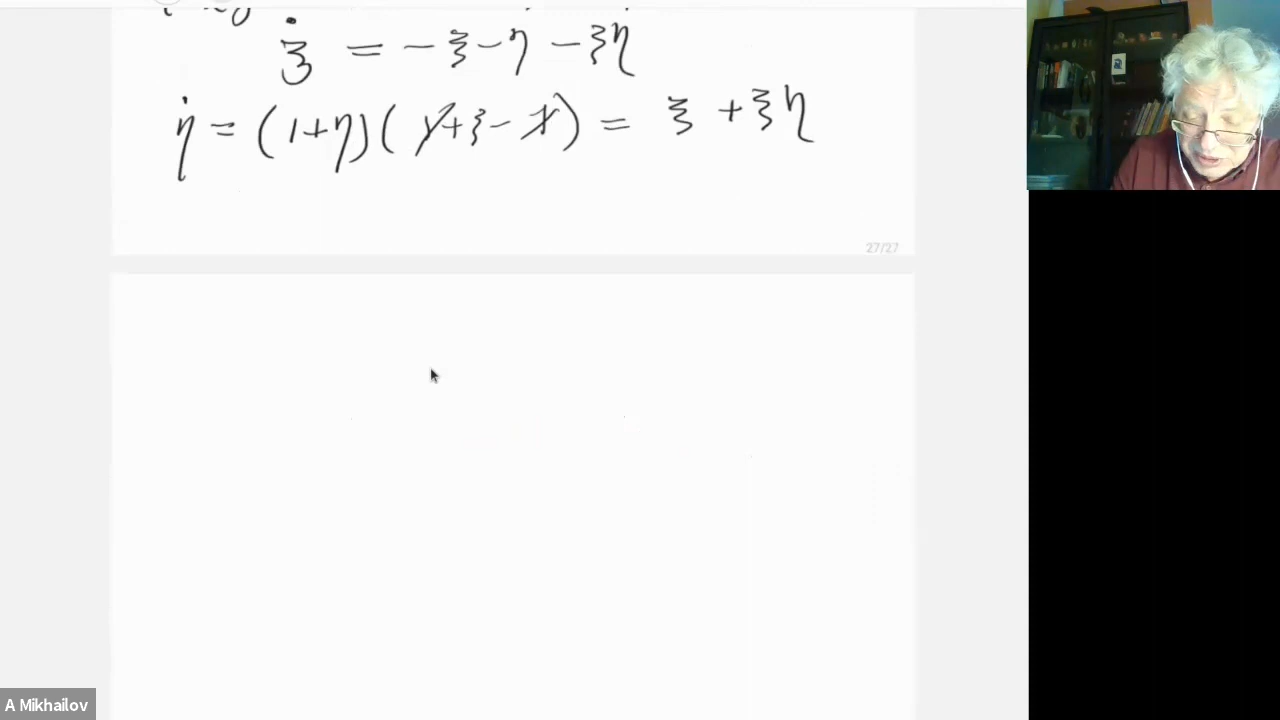 ξ̇ = − ξ − η − ξη
η̇ = (1+η)(1+ξ−1) = ξ + ξη
27/27
A Mikhailov